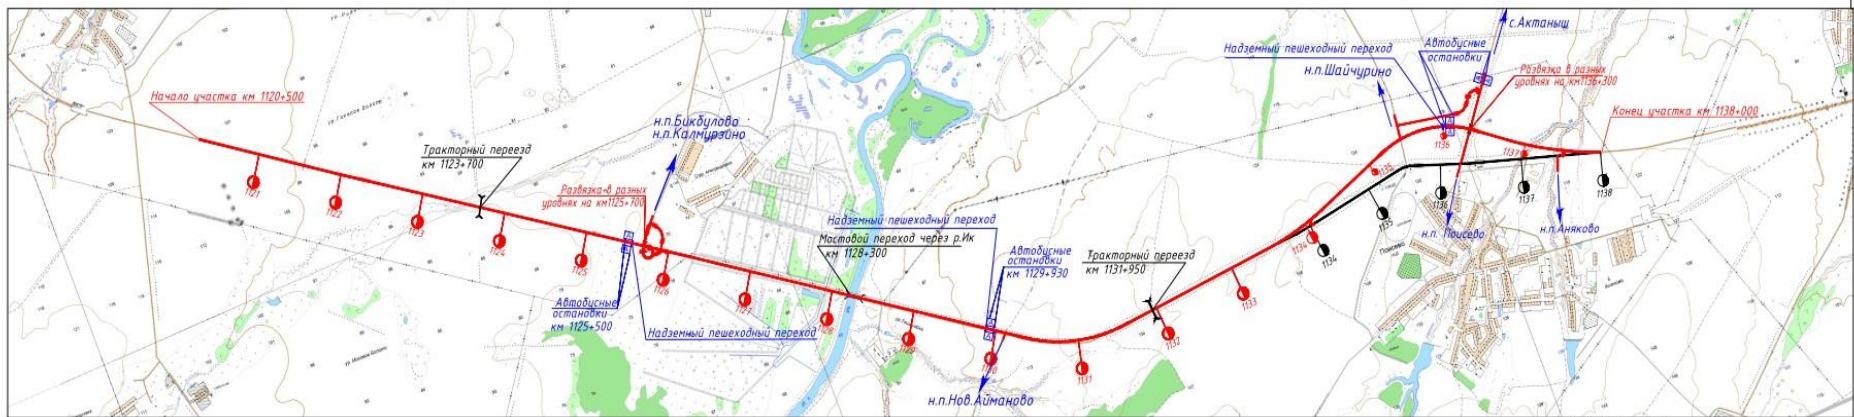 с.Актаныш
Автобусные
остановки
Надземный пешеходный переход
н.п.Шайчурино
Развязка в разных
уровнях на км1136+300
Начало участка км 1120+500
Конец участка км 1138+000
н.п.Бикбулово
н.п.Калмурзино
Тракторный переезд
км 1123+700
Развязка в разных
уровнях на км1125+700
Надземный пешеходный переход
Мостовой переход через р.Ик
км 1128+300
Автобусные
остановки
км 1129+930
Тракторный переезд
км 1131+950
Автобусные
остановки
км 1125+500
Надземный пешеходный переход
н.п.Нов.Айманово
н.п. Поисево
н.п.Аняково
Поисево
1121
1122
1123
1124
1125
1126
1127
1128
1129
1131
1132
1133
1134
1134
1135
1135
1136
1136
1137
1137
1138